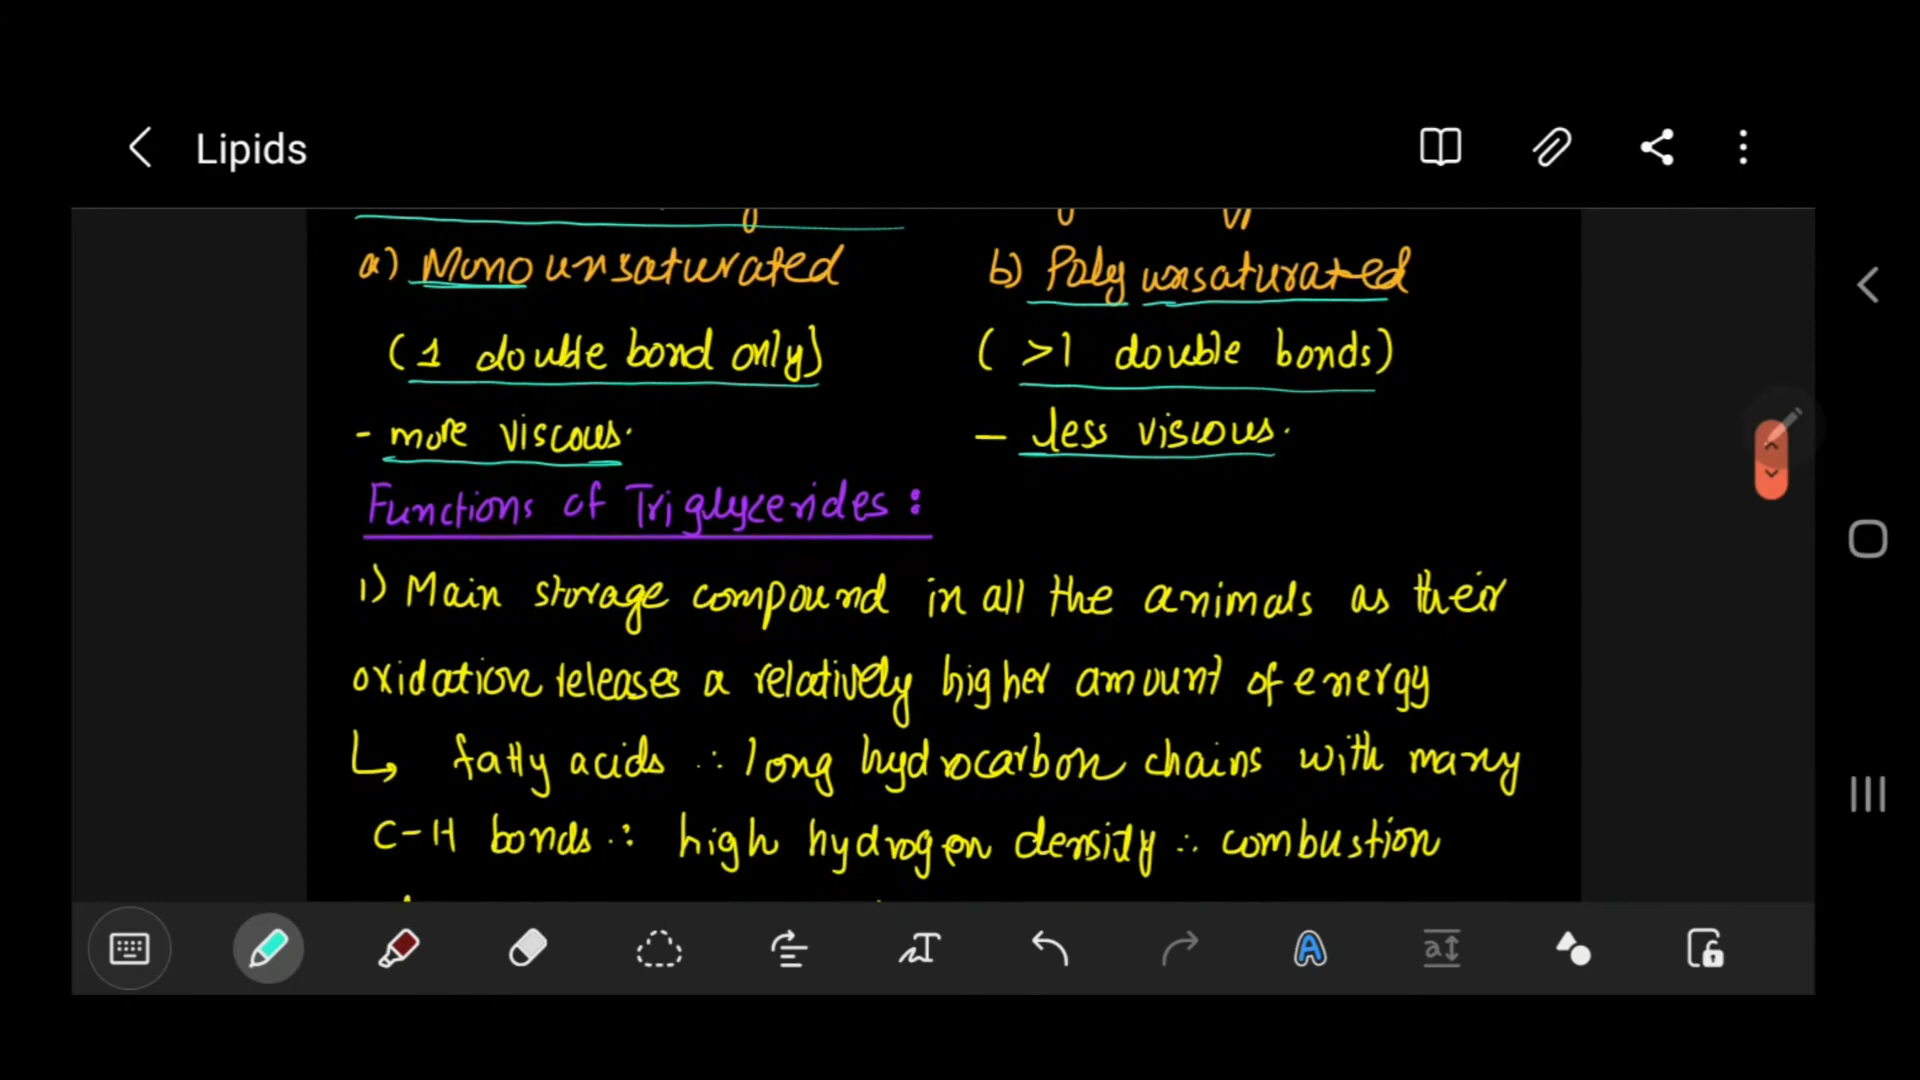 Lipids
a) Mono unsaturated
b) Poly unsaturated
(1 double bond only)
( >1 double bonds)
- more viscous.
- less viscous.
Functions of Triglycerides:
1) Main storage compound in all the animals as their
oxidation releases a relatively higher amount of energy
↳ fatty acids ∴ long hydrocarbon chains with many
C-H bonds ∴ high hydrogen density ∴ combustion